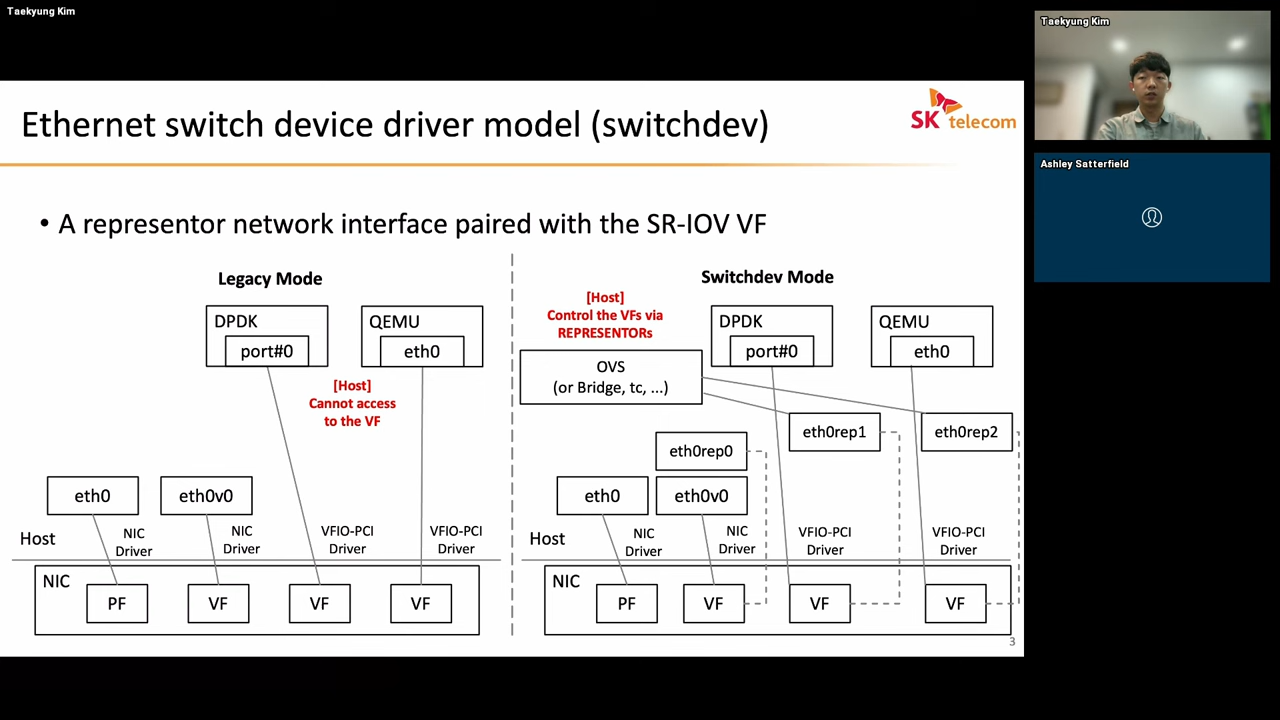 Taekyung Kim
Taekyung Kim
Ashley Satterfield
Ethernet switch device driver model (switchdev)
SK telecom
• A representor network interface paired with the SR-IOV VF
Legacy Mode
DPDK
port#0
QEMU
eth0
[Host]
Cannot access
to the VF
eth0
eth0v0
Host
NIC
Driver
NIC
Driver
VFIO-PCI
Driver
VFIO-PCI
Driver
NIC
PF
VF
VF
VF
Switchdev Mode
[Host]
Control the VFs via
REPRESENTORs
OVS
(or Bridge, tc, ...)
DPDK
port#0
QEMU
eth0
eth0rep1
eth0rep2
eth0rep0
eth0
eth0v0
Host
NIC
Driver
NIC
Driver
VFIO-PCI
Driver
VFIO-PCI
Driver
NIC
PF
VF
VF
VF
3